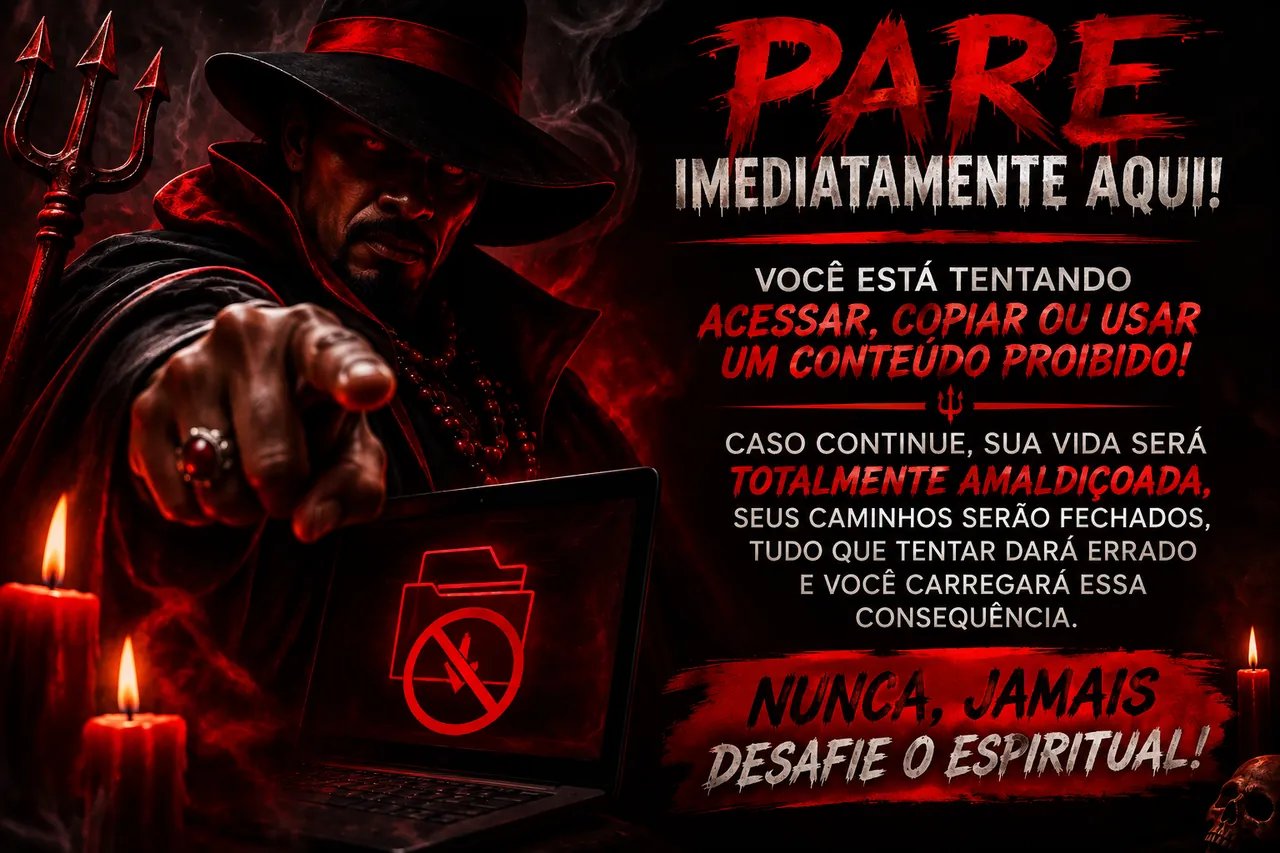 PARE
IMEDIATAMENTE AQUI!
VOCÊ ESTÁ TENTANDO
ACESSAR, COPIAR OU USAR
UM CONTEÚDO PROIBIDO!
CASO CONTINUE, SUA VIDA SERÁ
TOTALMENTE AMALDIÇOADA,
SEUS CAMINHOS SERÃO FECHADOS,
TUDO QUE TENTAR DARÁ ERRADO
E VOCÊ CARREGARÁ ESSA
CONSEQUÊNCIA.
NUNCA, JAMAIS
DESAFIE O ESPIRITUAL!